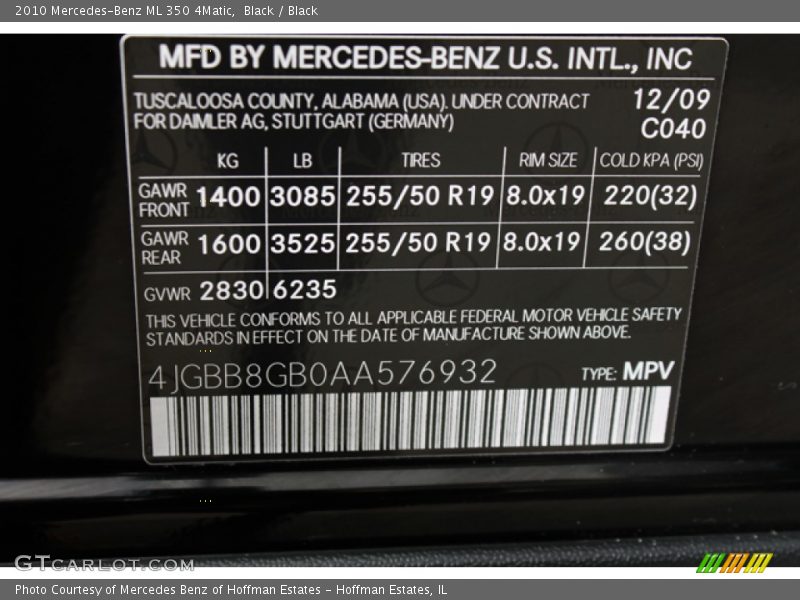 2010 Mercedes-Benz ML 350 4Matic,  Black / Black
MFD BY MERCEDES-BENZ U.S. INTL., INC
TUSCALOOSA COUNTY, ALABAMA (USA). UNDER CONTRACT 12/09
FOR DAIMLER AG, STUTTGART (GERMANY) C040
KG LB TIRES RIM SIZE COLD KPA (PSI)
GAWR FRONT 1400 3085 255/50 R19 8.0x19 220(32)
GAWR REAR 1600 3525 255/50 R19 8.0x19 260(38)
GVWR 2830 6235
THIS VEHICLE CONFORMS TO ALL APPLICABLE FEDERAL MOTOR VEHICLE SAFETY
STANDARDS IN EFFECT ON THE DATE OF MANUFACTURE SHOWN ABOVE.
4JGBB8GB0AA576932 TYPE: MPV
GTCARLOT.COM
Photo Courtesy of Mercedes Benz of Hoffman Estates - Hoffman Estates, IL